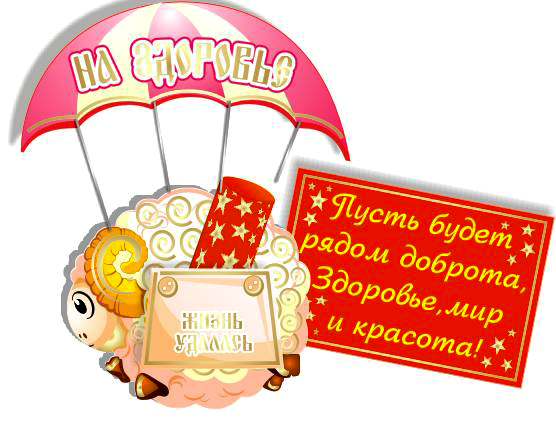 НА ЗДОРОВЬЕ
Пусть будет
рядом доброта,
Здоровье,мир
и красота!
ЖИЗНЬ
УДАЛАСЬ